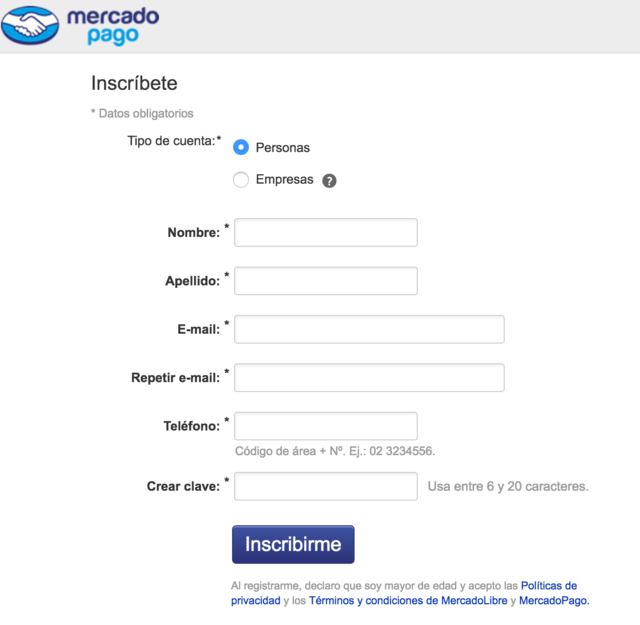 mercado
pago
Inscríbete
* Datos obligatorios
Tipo de cuenta:* Personas
Empresas ?
Nombre: *
Apellido: *
E-mail: *
Repetir e-mail: *
Teléfono: *
Código de área + Nº. Ej.: 02 3234556.
Crear clave: * Usa entre 6 y 20 caracteres.
Inscribirme
Al registrarme, declaro que soy mayor de edad y acepto las Políticas de
privacidad y los Términos y condiciones de MercadoLibre y MercadoPago.